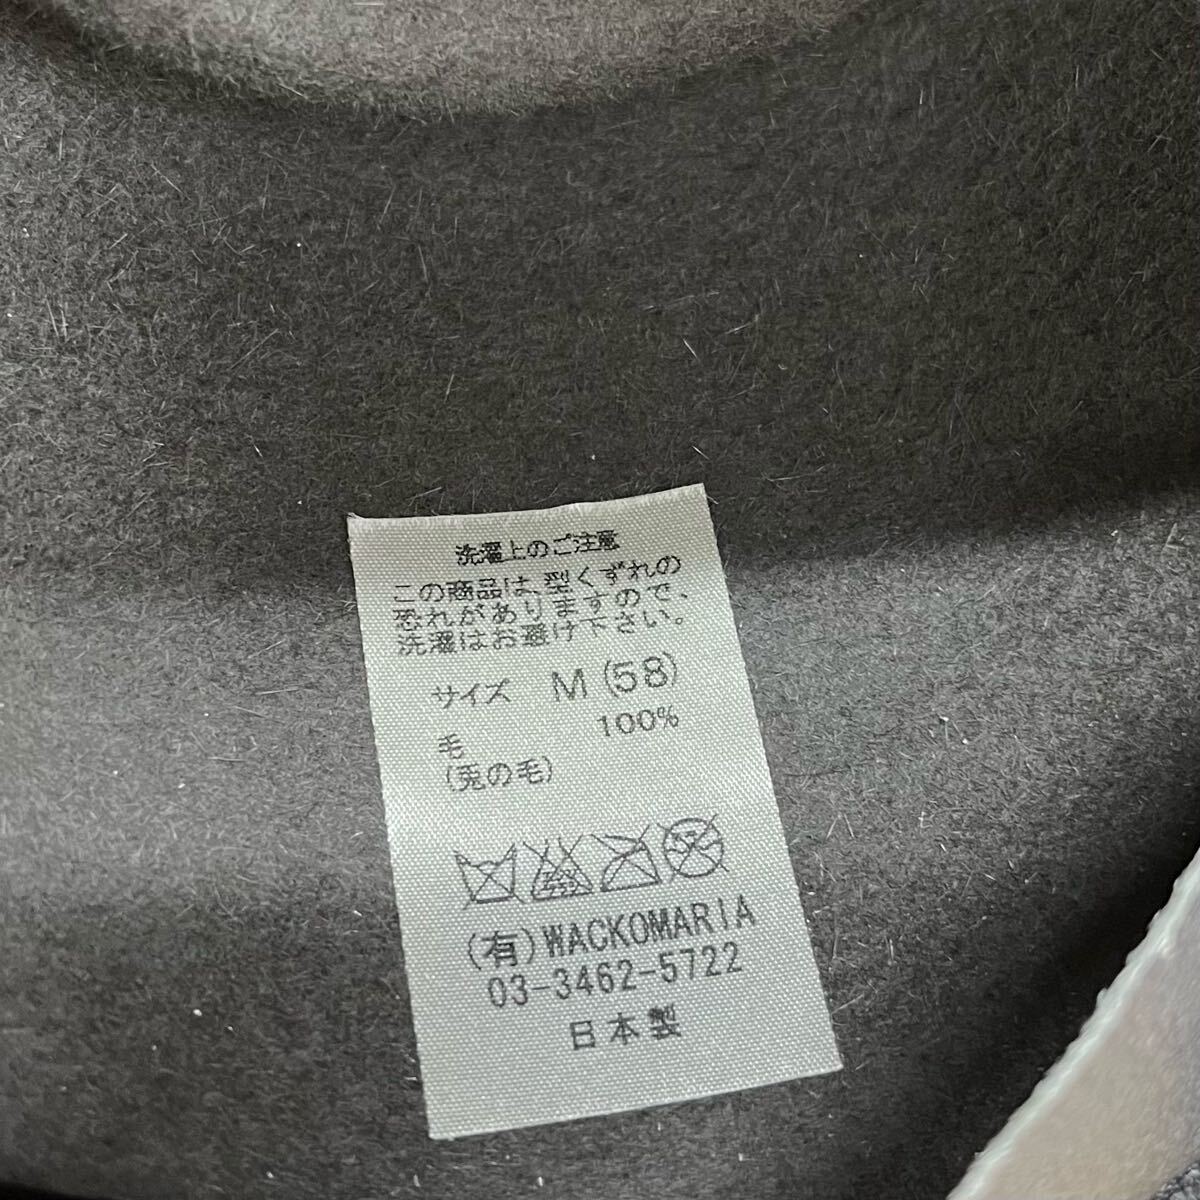 洗濯上のご注意
この商品は、型くずれの
恐れがありますので、
洗濯はお避け下さい。
サイズ M(58)
毛 100%
(兎の毛)
(有)WACKOMARIA
03-3462-5722
日本製